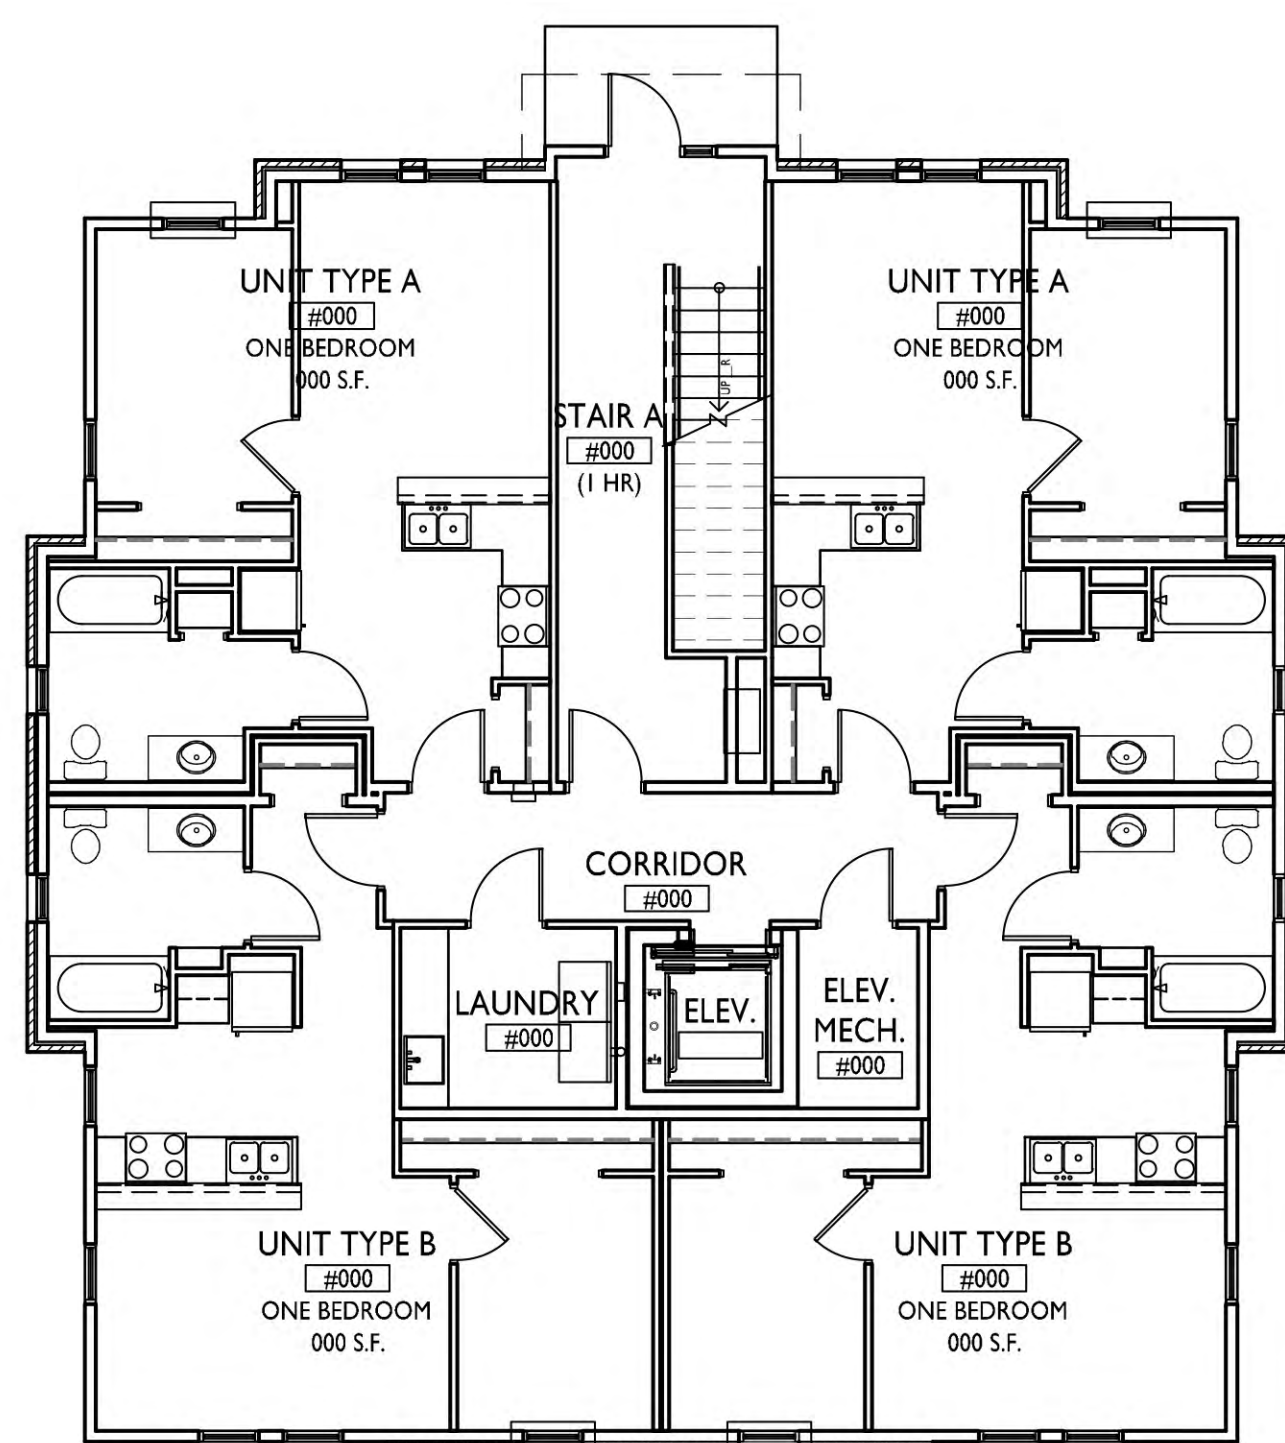 UNIT TYPE A
#000
ONE BEDROOM
000 S.F.
UNIT TYPE A
#000
ONE BEDROOM
000 S.F.
UP
R
STAIR A
#000
(1 HR)
CORRIDOR
#000
LAUNDRY
#000
ELEV.
ELEV.
MECH.
#000
UNIT TYPE B
#000
ONE BEDROOM
000 S.F.
UNIT TYPE B
#000
ONE BEDROOM
000 S.F.